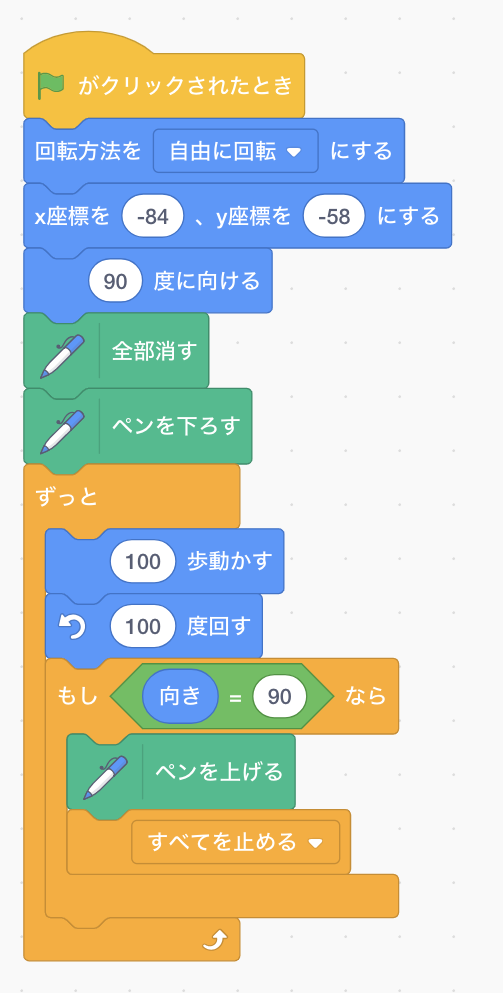 がクリックされたとき
回転方法を 自由に回転 にする
x座標を -84 、y座標を -58 にする
90 度に向ける
全部消す
ペンを下ろす
ずっと
100 歩動かす
100 度回す
もし 向き = 90 なら
ペンを上げる
すべてを止める